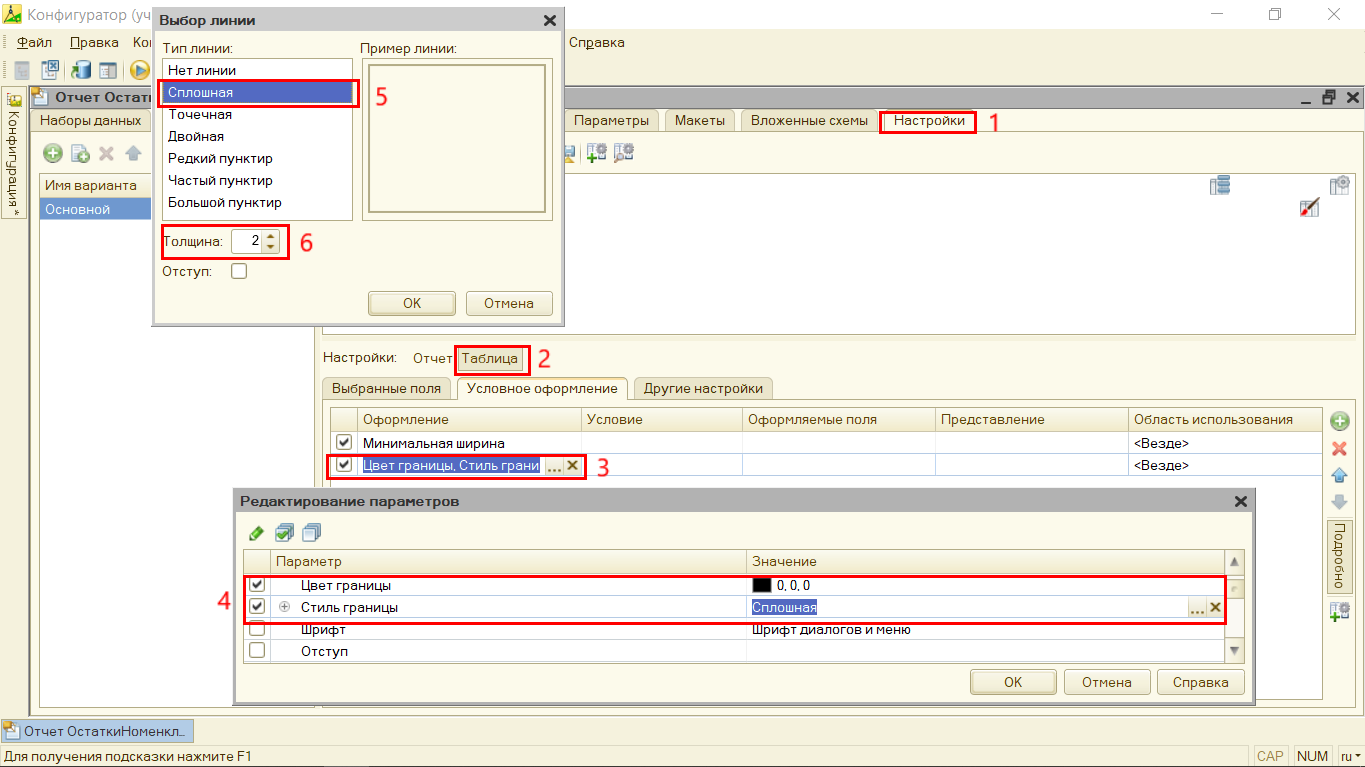 Конфигуратор (уч
Файл Правка Ко Справка
Отчет Остат
Наборы данных Параметры Макеты Вложенные схемы Настройки 1
Конфигурация *
Имя варианта
Основной
Выбор линии
Тип линии: Пример линии:
Нет линии
Сплошная 5
Точечная
Двойная
Редкий пунктир
Частый пунктир
Большой пунктир
Толщина: 2 6
Отступ:
OK Отмена
Настройки: Отчет Таблица 2
Выбранные поля Условное оформление Другие настройки
Оформление Условие Оформляемые поля Представление Область использования
Минимальная ширина <Везде>
Цвет границы, Стиль грани ... 3 <Везде>
Подробно
Редактирование параметров
Параметр Значение
4
Цвет границы 0, 0, 0
Стиль границы Сплошная ...
Шрифт Шрифт диалогов и меню
Отступ
OK Отмена Справка
Отчет ОстаткиНоменкл...
Для получения подсказки нажмите F1 CAP NUM ru